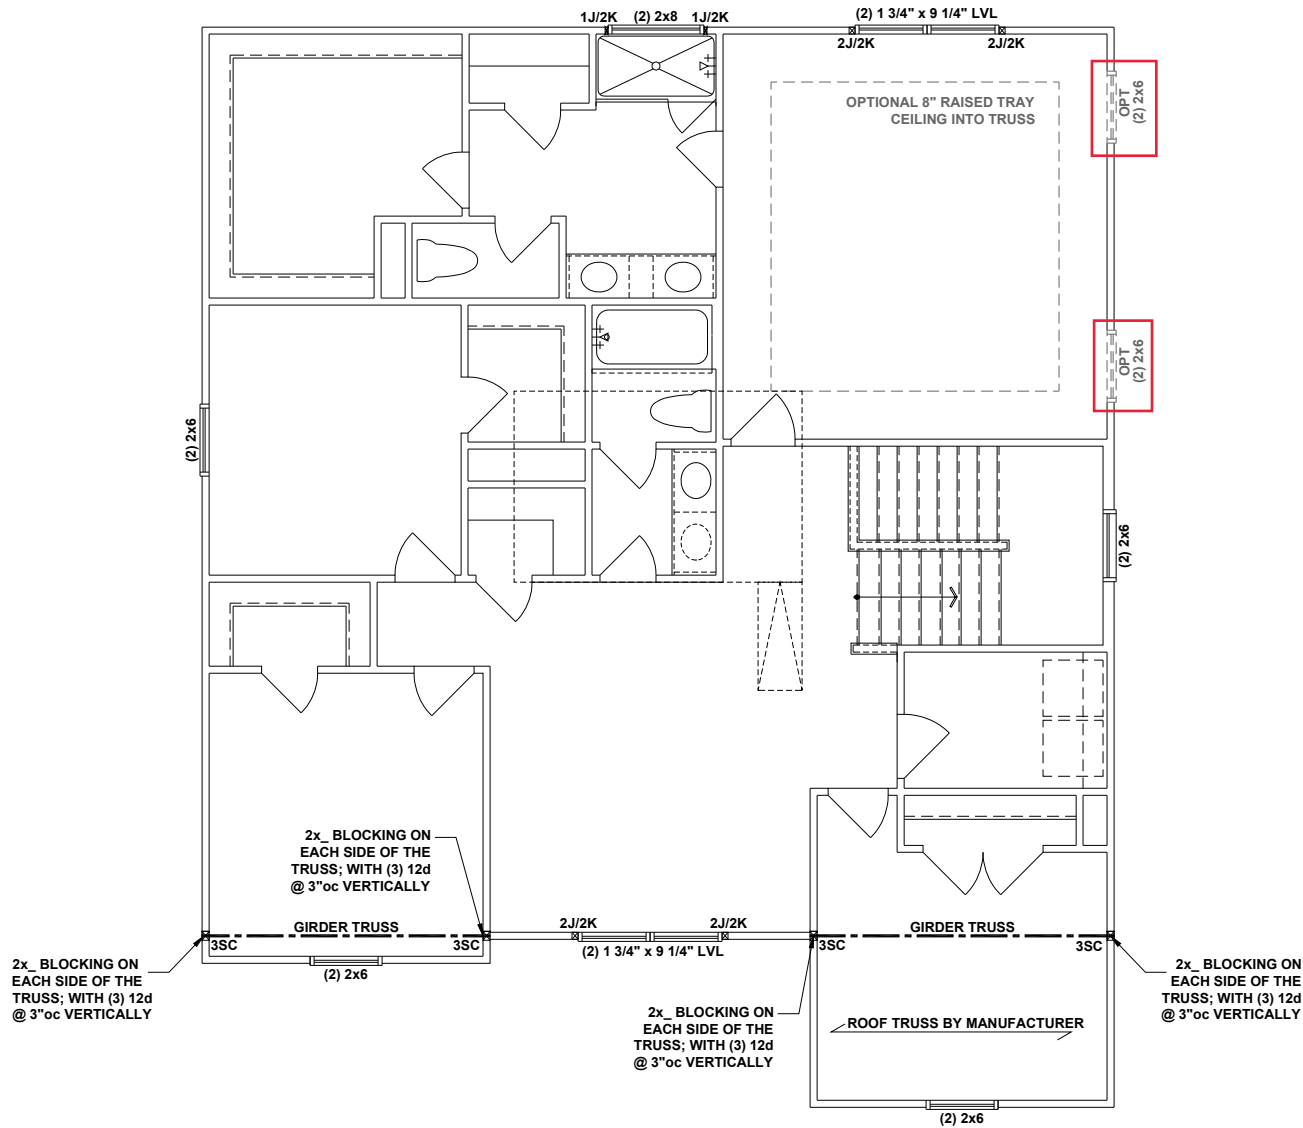 1J/2K
(2) 2x8
1J/2K
(2) 1 3/4" x 9 1/4" LVL
2J/2K
2J/2K
OPTIONAL 8" RAISED TRAY
CEILING INTO TRUSS
OPT
(2) 2x6
OPT
(2) 2x6
(2) 2x6
(2) 2x6
2x_ BLOCKING ON
EACH SIDE OF THE
TRUSS; WITH (3) 12d
@ 3"oc VERTICALLY
GIRDER TRUSS
3SC
3SC
2J/2K
2J/2K
(2) 1 3/4" x 9 1/4" LVL
GIRDER TRUSS
3SC
3SC
2x_ BLOCKING ON
EACH SIDE OF THE
TRUSS; WITH (3) 12d
@ 3"oc VERTICALLY
(2) 2x6
2x_ BLOCKING ON
EACH SIDE OF THE
TRUSS; WITH (3) 12d
@ 3"oc VERTICALLY
2x_ BLOCKING ON
EACH SIDE OF THE
TRUSS; WITH (3) 12d
@ 3"oc VERTICALLY
ROOF TRUSS BY MANUFACTURER
(2) 2x6